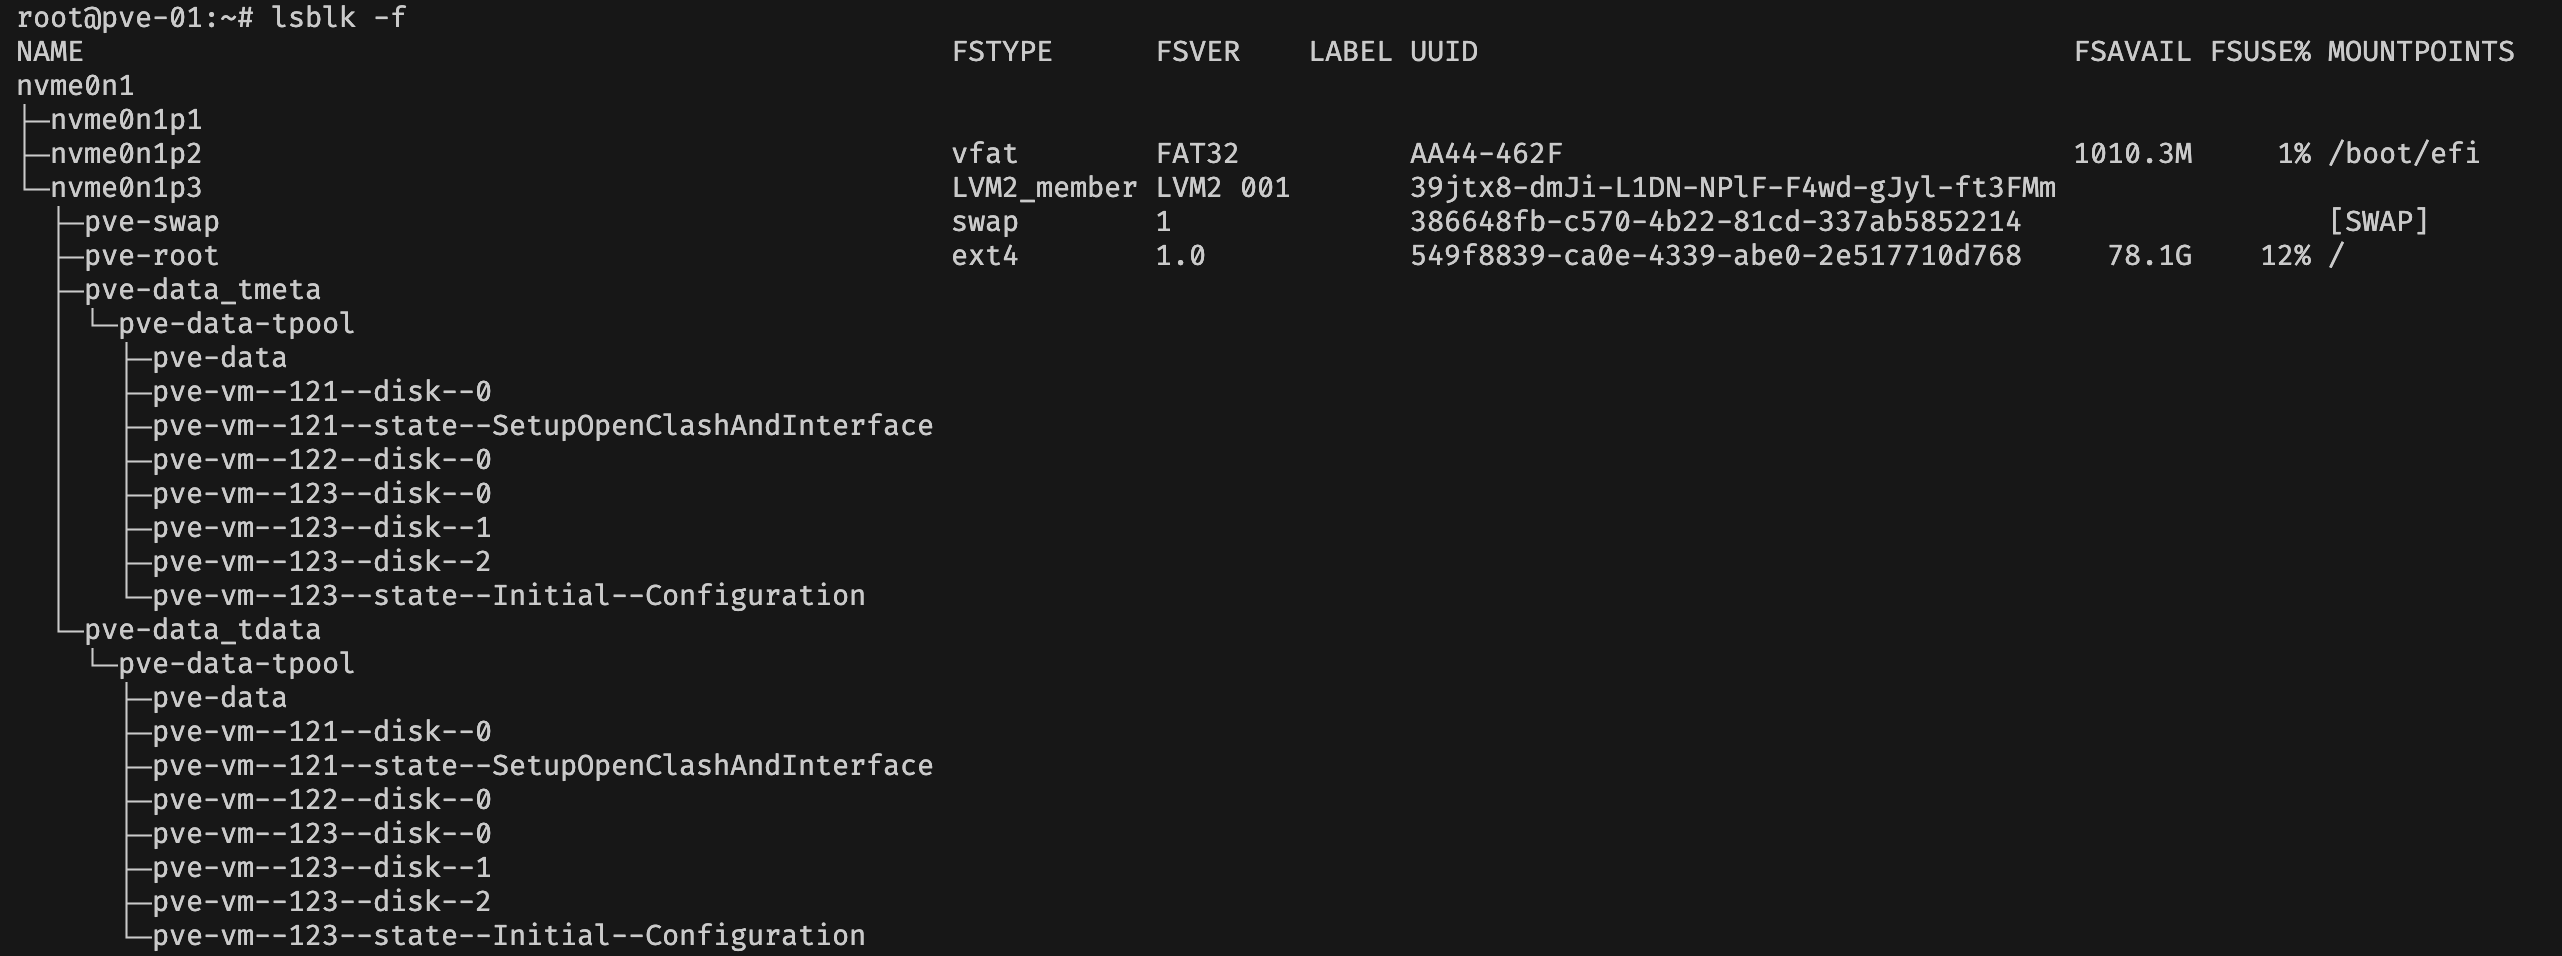 root@pve-01:~# lsblk -f
NAME                                                   FSTYPE      FSVER    LABEL UUID                                   FSAVAIL FSUSE% MOUNTPOINTS
nvme0n1
├─nvme0n1p1
├─nvme0n1p2                                            vfat        FAT32          AA44-462F                              1010.3M     1% /boot/efi
└─nvme0n1p3                                            LVM2_member LVM2 001       39jtx8-dmJi-L1DN-NPlF-F4wd-gJyl-ft3FMm
  ├─pve-swap                                           swap        1              386648fb-c570-4b22-81cd-337ab5852214                  [SWAP]
  ├─pve-root                                           ext4        1.0            549f8839-ca0e-4339-abe0-2e517710d768     78.1G    12% /
  ├─pve-data_tmeta
  │ └─pve-data-tpool
  │   ├─pve-data
  │   ├─pve-vm--121--disk--0
  │   ├─pve-vm--121--state--SetupOpenClashAndInterface
  │   ├─pve-vm--122--disk--0
  │   ├─pve-vm--123--disk--0
  │   ├─pve-vm--123--disk--1
  │   ├─pve-vm--123--disk--2
  │   └─pve-vm--123--state--Initial--Configuration
  └─pve-data_tdata
    └─pve-data-tpool
      ├─pve-data
      ├─pve-vm--121--disk--0
      ├─pve-vm--121--state--SetupOpenClashAndInterface
      ├─pve-vm--122--disk--0
      ├─pve-vm--123--disk--0
      ├─pve-vm--123--disk--1
      ├─pve-vm--123--disk--2
      └─pve-vm--123--state--Initial--Configuration